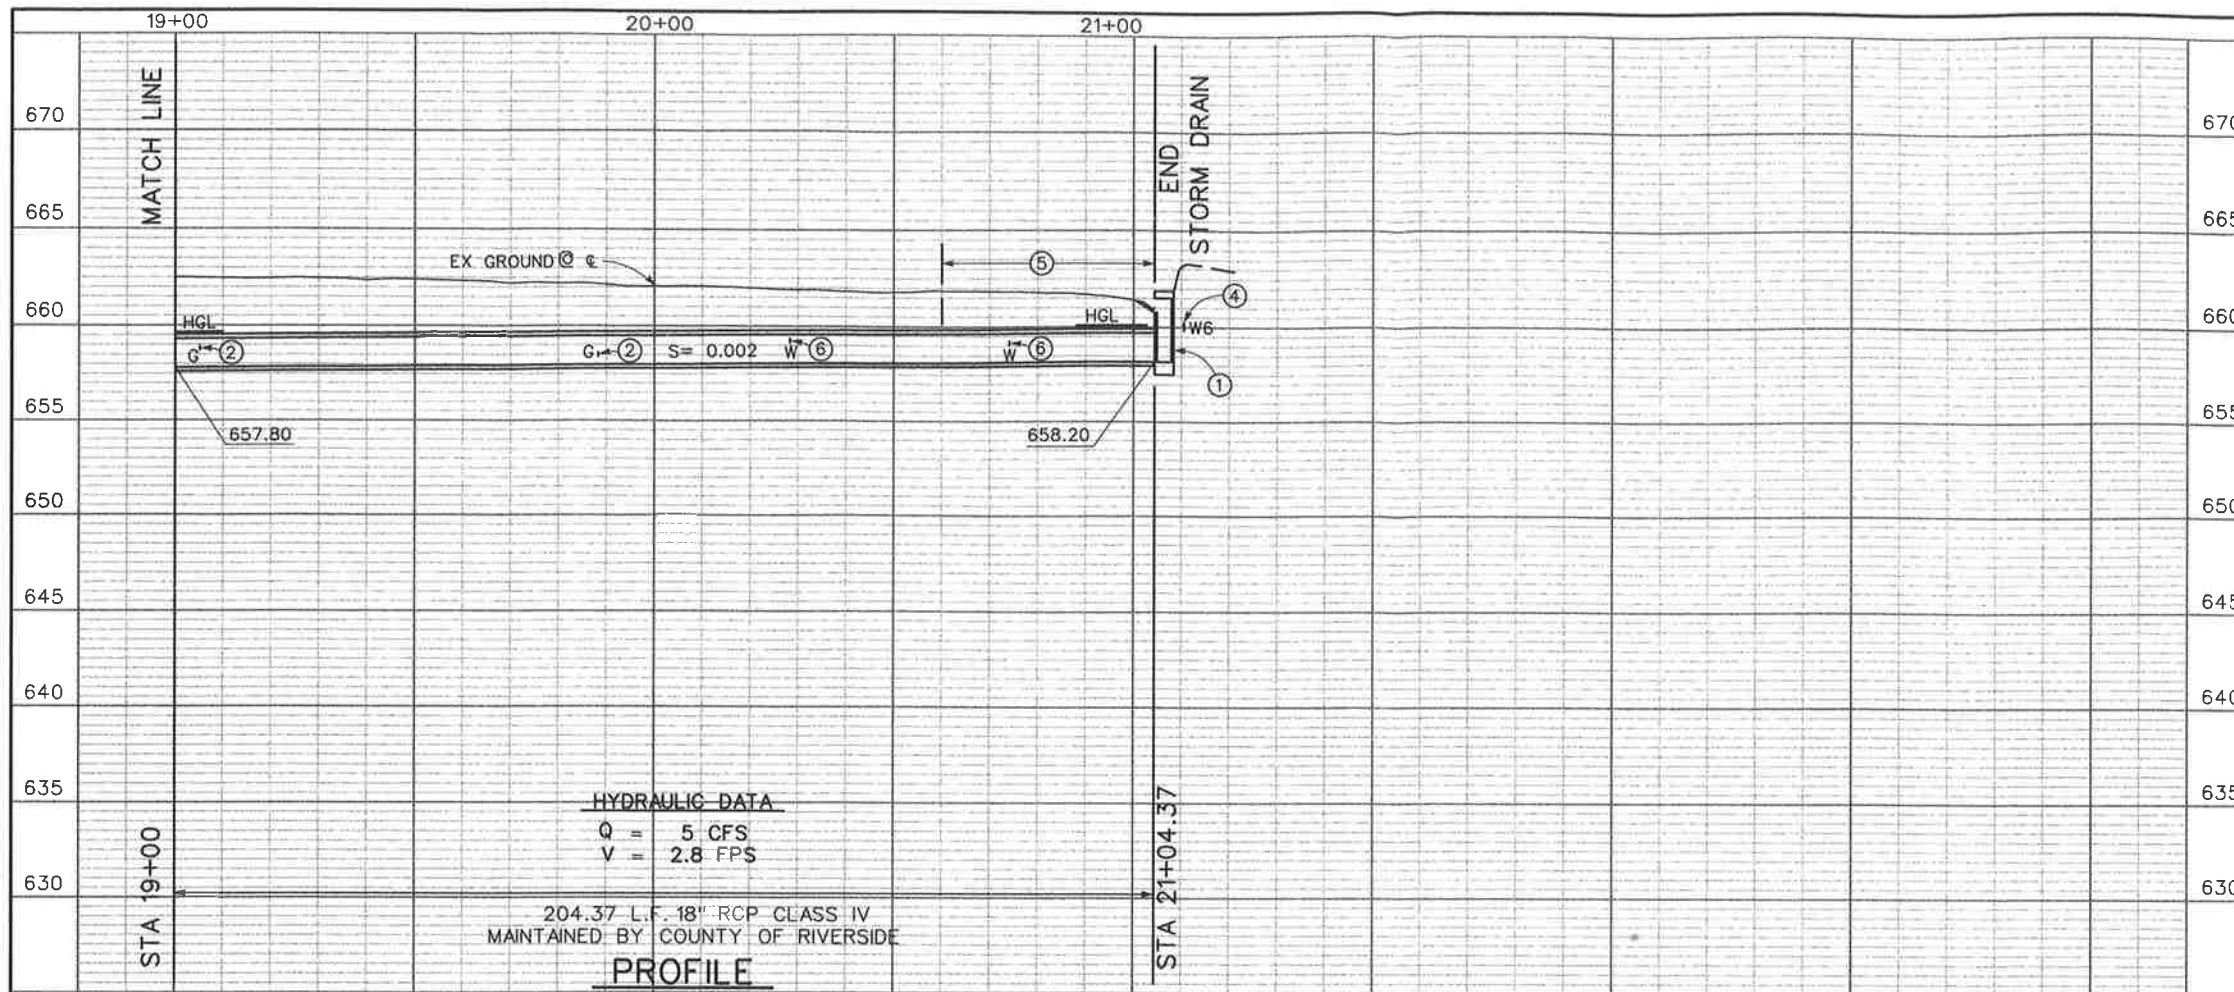 19+00
20+00
21+00
MATCH LINE
END
STORM DRAIN
670
670
665
665
EX GROUND@ ℄
5
4
660
HGL
HGL
W6
660
G 2
G 2
S= 0.002
W 6
W 6
1
655
655
657.80
658.20
650
650
645
645
640
640
635
635
HYDRAULIC DATA
Q = 5 CFS
V = 2.8 FPS
STA 19+00
STA 21+04.37
630
630
204.37 L.F. 18" RCP CLASS IV
MAINTAINED BY COUNTY OF RIVERSIDE
PROFILE